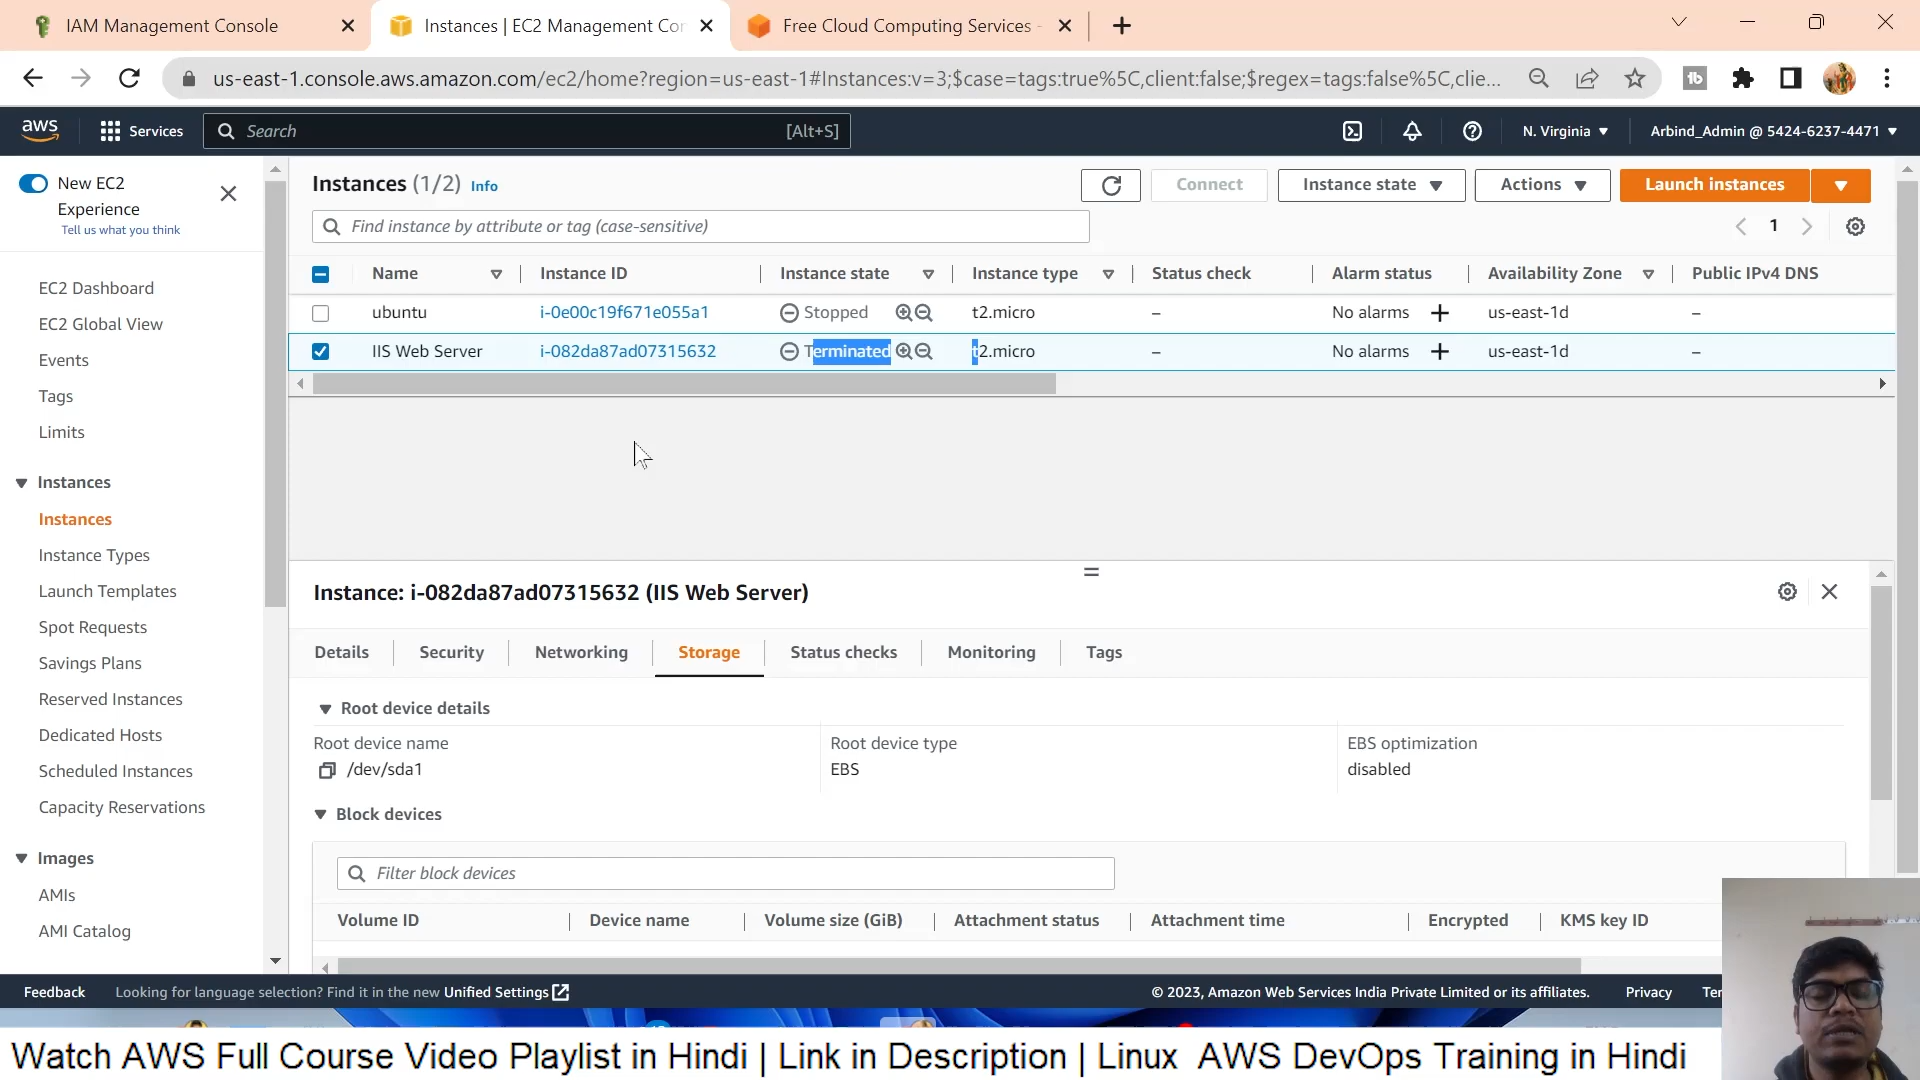 IAM Management Console
Instances | EC2 Management Cor
Free Cloud Computing Services -
us-east-1.console.aws.amazon.com/ec2/home?region=us-east-1#Instances:v=3;$case=tags:true%5C,client:false;$regex=tags:false%5C,clie...
aws Services Search [Alt+S] N. Virginia Arbind_Admin @ 5424-6237-4471
New EC2
Experience
Tell us what you think
EC2 Dashboard
EC2 Global View
Events
Tags
Limits
Instances
Instances
Instance Types
Launch Templates
Spot Requests
Savings Plans
Reserved Instances
Dedicated Hosts
Scheduled Instances
Capacity Reservations
Images
AMIs
AMI Catalog
Instances (1/2) Info Connect Instance state Actions Launch instances
Find instance by attribute or tag (case-sensitive) 1
Name Instance ID Instance state Instance type Status check Alarm status Availability Zone Public IPv4 DNS
ubuntu i-0e00c19f671e055a1 Stopped t2.micro – No alarms + us-east-1d –
IIS Web Server i-082da87ad07315632 Terminated t2.micro – No alarms + us-east-1d –
Instance: i-082da87ad07315632 (IIS Web Server)
Details Security Networking Storage Status checks Monitoring Tags
Root device details
Root device name Root device type EBS optimization
/dev/sda1 EBS disabled
Block devices
Filter block devices
Volume ID Device name Volume size (GiB) Attachment status Attachment time Encrypted KMS key ID
Feedback Looking for language selection? Find it in the new Unified Settings © 2023, Amazon Web Services India Private Limited or its affiliates. Privacy Ter
Watch AWS Full Course Video Playlist in Hindi | Link in Description | Linux AWS DevOps Training in Hindi